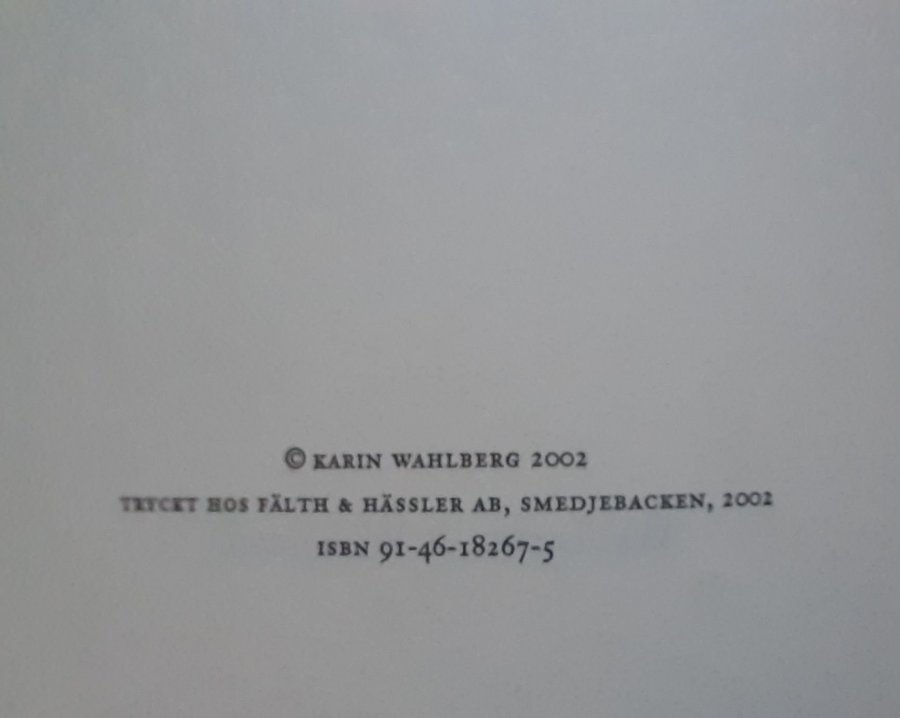 © KARIN WAHLBERG 2002
TRYCKT HOS FÄLTH & HÄSSLER AB, SMEDJEBACKEN, 2002
ISBN 91-46-18267-5